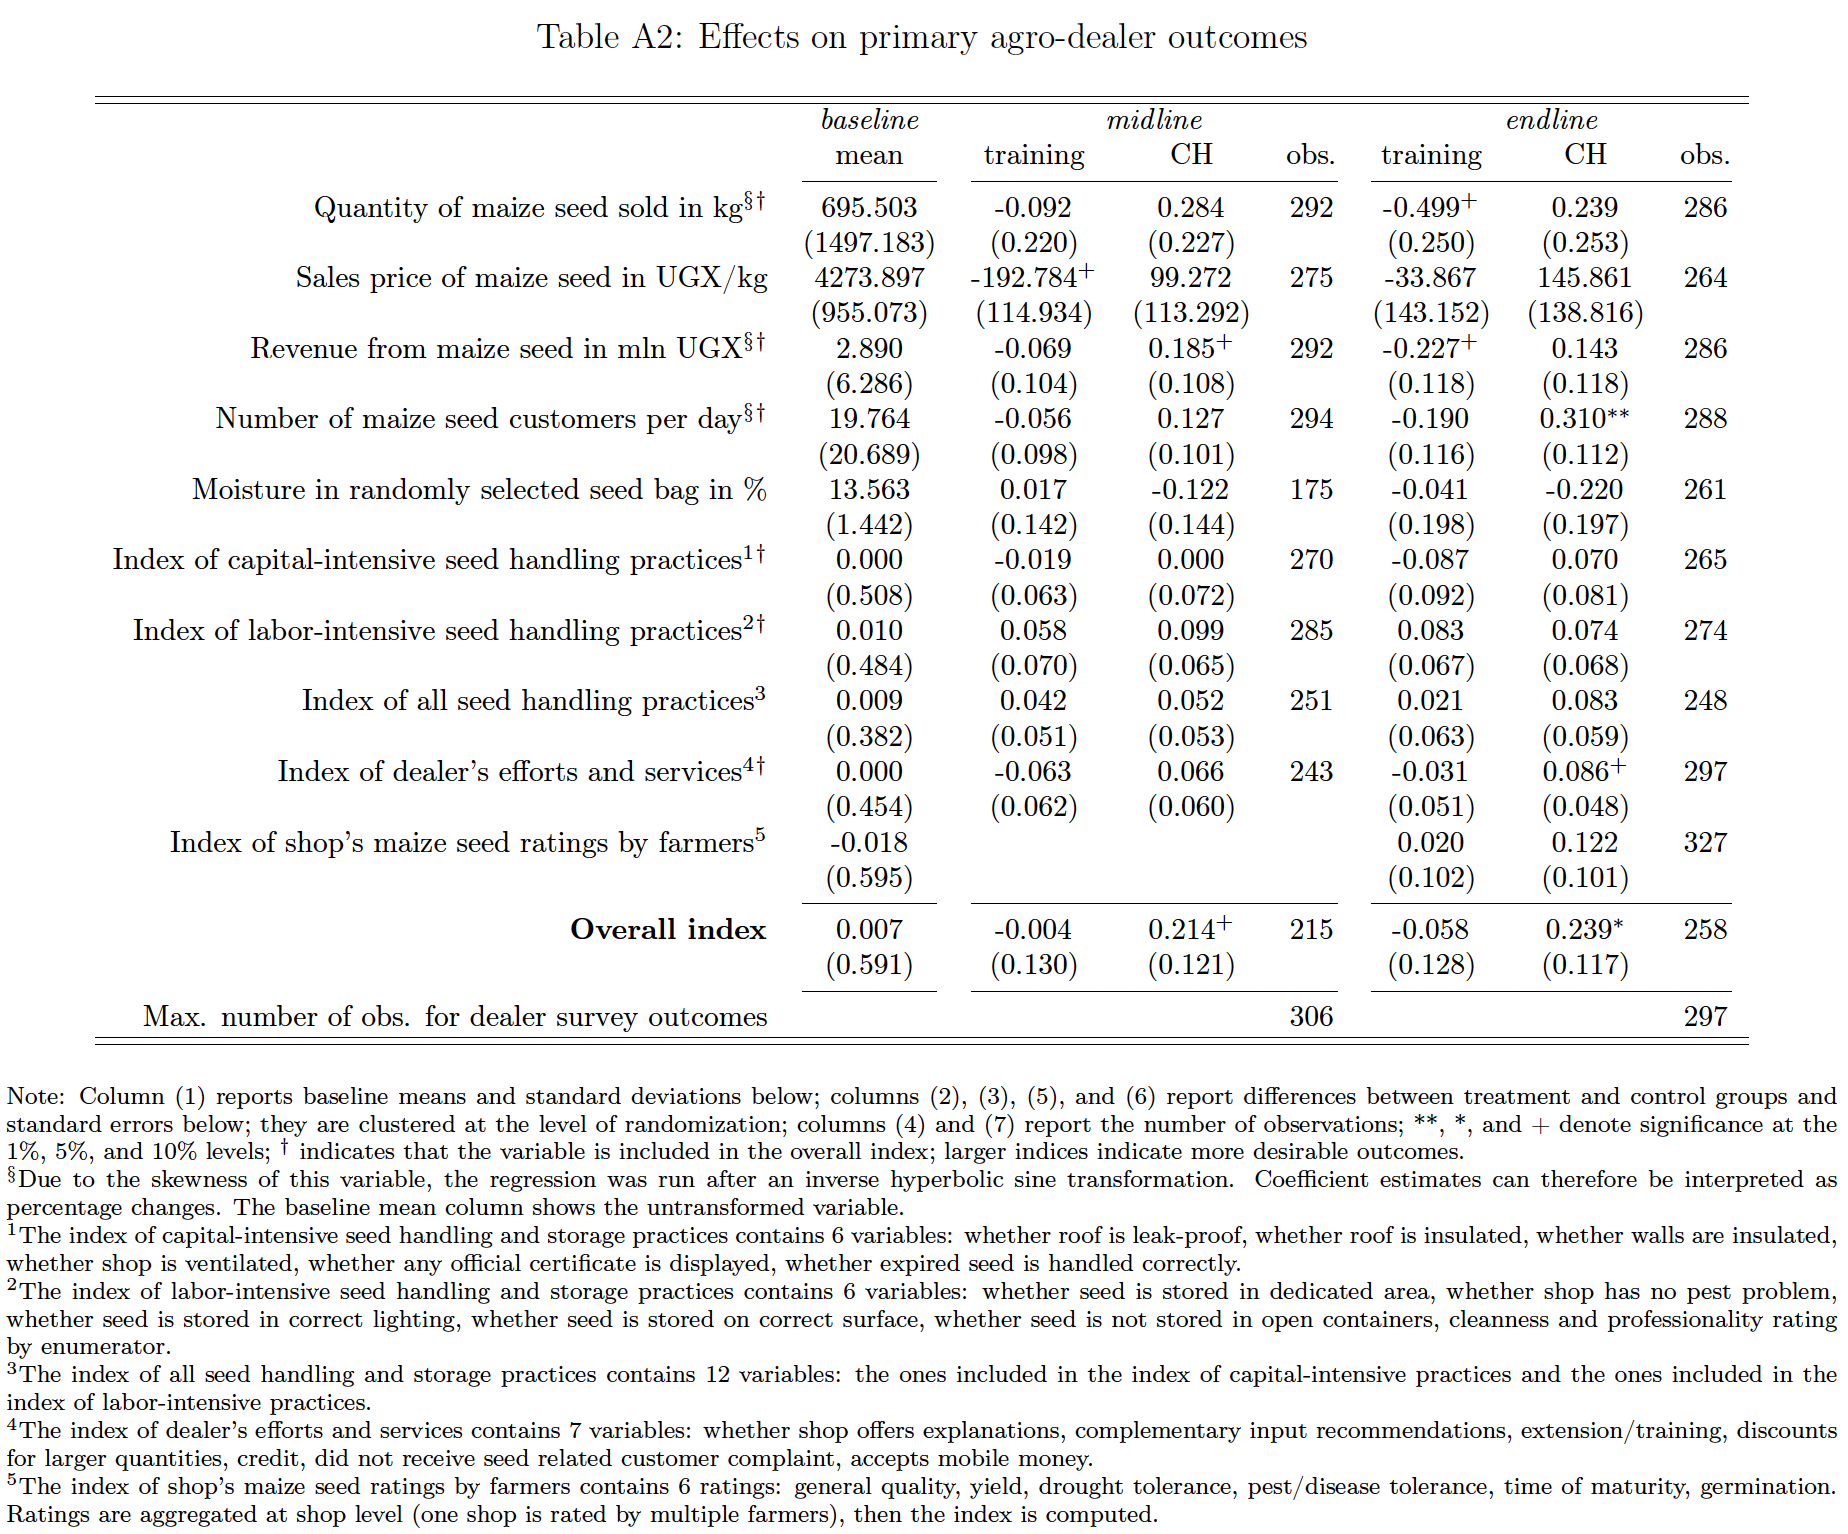 Table A2: Effects on primary agro-dealer outcomes
baseline midline endline
mean training CH obs. training CH obs.
Quantity of maize seed sold in kg§† 695.503 -0.092 0.284 292 -0.499+ 0.239 286
(1497.183) (0.220) (0.227) (0.250) (0.253)
Sales price of maize seed in UGX/kg 4273.897 -192.784+ 99.272 275 -33.867 145.861 264
(955.073) (114.934) (113.292) (143.152) (138.816)
Revenue from maize seed in mln UGX§† 2.890 -0.069 0.185+ 292 -0.227+ 0.143 286
(6.286) (0.104) (0.108) (0.118) (0.118)
Number of maize seed customers per day§† 19.764 -0.056 0.127 294 -0.190 0.310** 288
(20.689) (0.098) (0.101) (0.116) (0.112)
Moisture in randomly selected seed bag in % 13.563 0.017 -0.122 175 -0.041 -0.220 261
(1.442) (0.142) (0.144) (0.198) (0.197)
Index of capital-intensive seed handling practices1† 0.000 -0.019 0.000 270 -0.087 0.070 265
(0.508) (0.063) (0.072) (0.092) (0.081)
Index of labor-intensive seed handling practices2† 0.010 0.058 0.099 285 0.083 0.074 274
(0.484) (0.070) (0.065) (0.067) (0.068)
Index of all seed handling practices3 0.009 0.042 0.052 251 0.021 0.083 248
(0.382) (0.051) (0.053) (0.063) (0.059)
Index of dealer's efforts and services4† 0.000 -0.063 0.066 243 -0.031 0.086+ 297
(0.454) (0.062) (0.060) (0.051) (0.048)
Index of shop's maize seed ratings by farmers5 -0.018 0.020 0.122 327
(0.595) (0.102) (0.101)
Overall index 0.007 -0.004 0.214+ 215 -0.058 0.239* 258
(0.591) (0.130) (0.121) (0.128) (0.117)
Max. number of obs. for dealer survey outcomes 306 297
Note: Column (1) reports baseline means and standard deviations below; columns (2), (3), (5), and (6) report differences between treatment and control groups and
standard errors below; they are clustered at the level of randomization; columns (4) and (7) report the number of observations; **, *, and + denote significance at the
1%, 5%, and 10% levels; † indicates that the variable is included in the overall index; larger indices indicate more desirable outcomes.
§Due to the skewness of this variable, the regression was run after an inverse hyperbolic sine transformation. Coefficient estimates can therefore be interpreted as
percentage changes. The baseline mean column shows the untransformed variable.
1The index of capital-intensive seed handling and storage practices contains 6 variables: whether roof is leak-proof, whether roof is insulated, whether walls are insulated,
whether shop is ventilated, whether any official certificate is displayed, whether expired seed is handled correctly.
2The index of labor-intensive seed handling and storage practices contains 6 variables: whether seed is stored in dedicated area, whether shop has no pest problem,
whether seed is stored in correct lighting, whether seed is stored on correct surface, whether seed is not stored in open containers, cleanness and professionality rating
by enumerator.
3The index of all seed handling and storage practices contains 12 variables: the ones included in the index of capital-intensive practices and the ones included in the
index of labor-intensive practices.
4The index of dealer's efforts and services contains 7 variables: whether shop offers explanations, complementary input recommendations, extension/training, discounts
for larger quantities, credit, did not receive seed related customer complaint, accepts mobile money.
5The index of shop's maize seed ratings by farmers contains 6 ratings: general quality, yield, drought tolerance, pest/disease tolerance, time of maturity, germination.
Ratings are aggregated at shop level (one shop is rated by multiple farmers), then the index is computed.